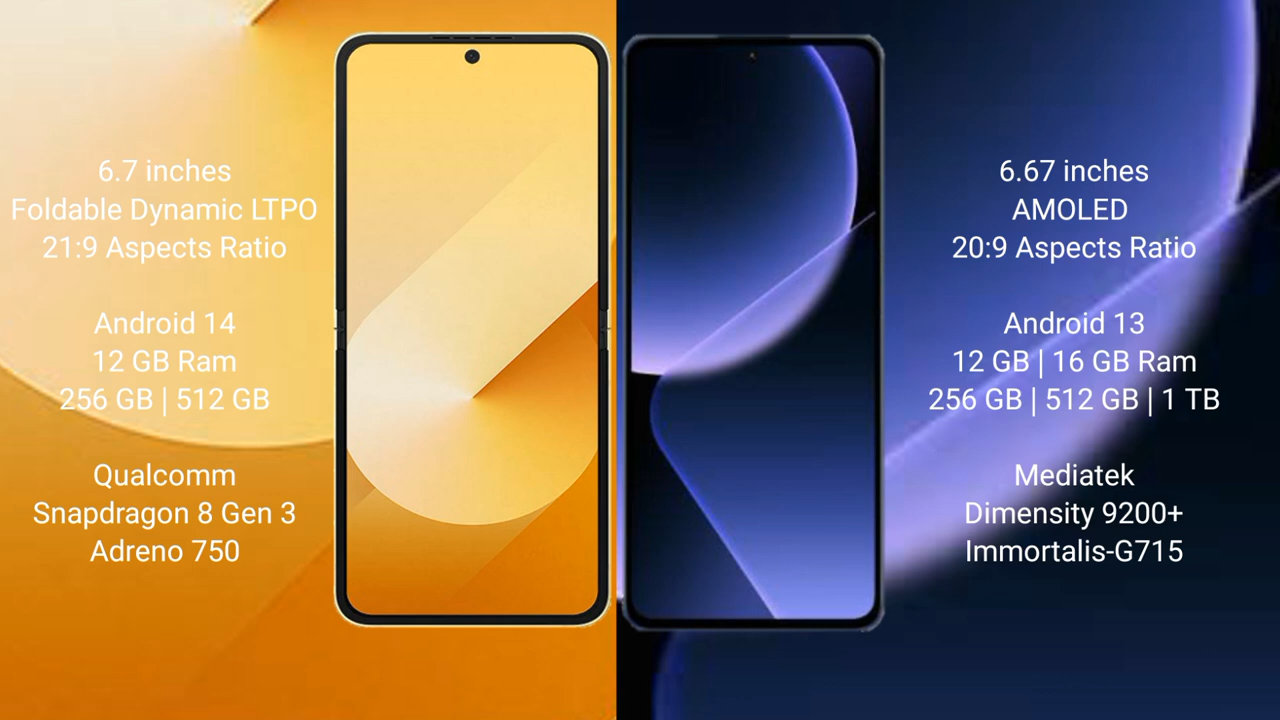 6.7 inches
Foldable Dynamic LTPO
21:9 Aspects Ratio
Android 14
12 GB Ram
256 GB | 512 GB
Qualcomm
Snapdragon 8 Gen 3
Adreno 750
6.67 inches
AMOLED
20:9 Aspects Ratio
Android 13
12 GB | 16 GB Ram
256 GB | 512 GB | 1 TB
Mediatek
Dimensity 9200+
Immortalis-G715